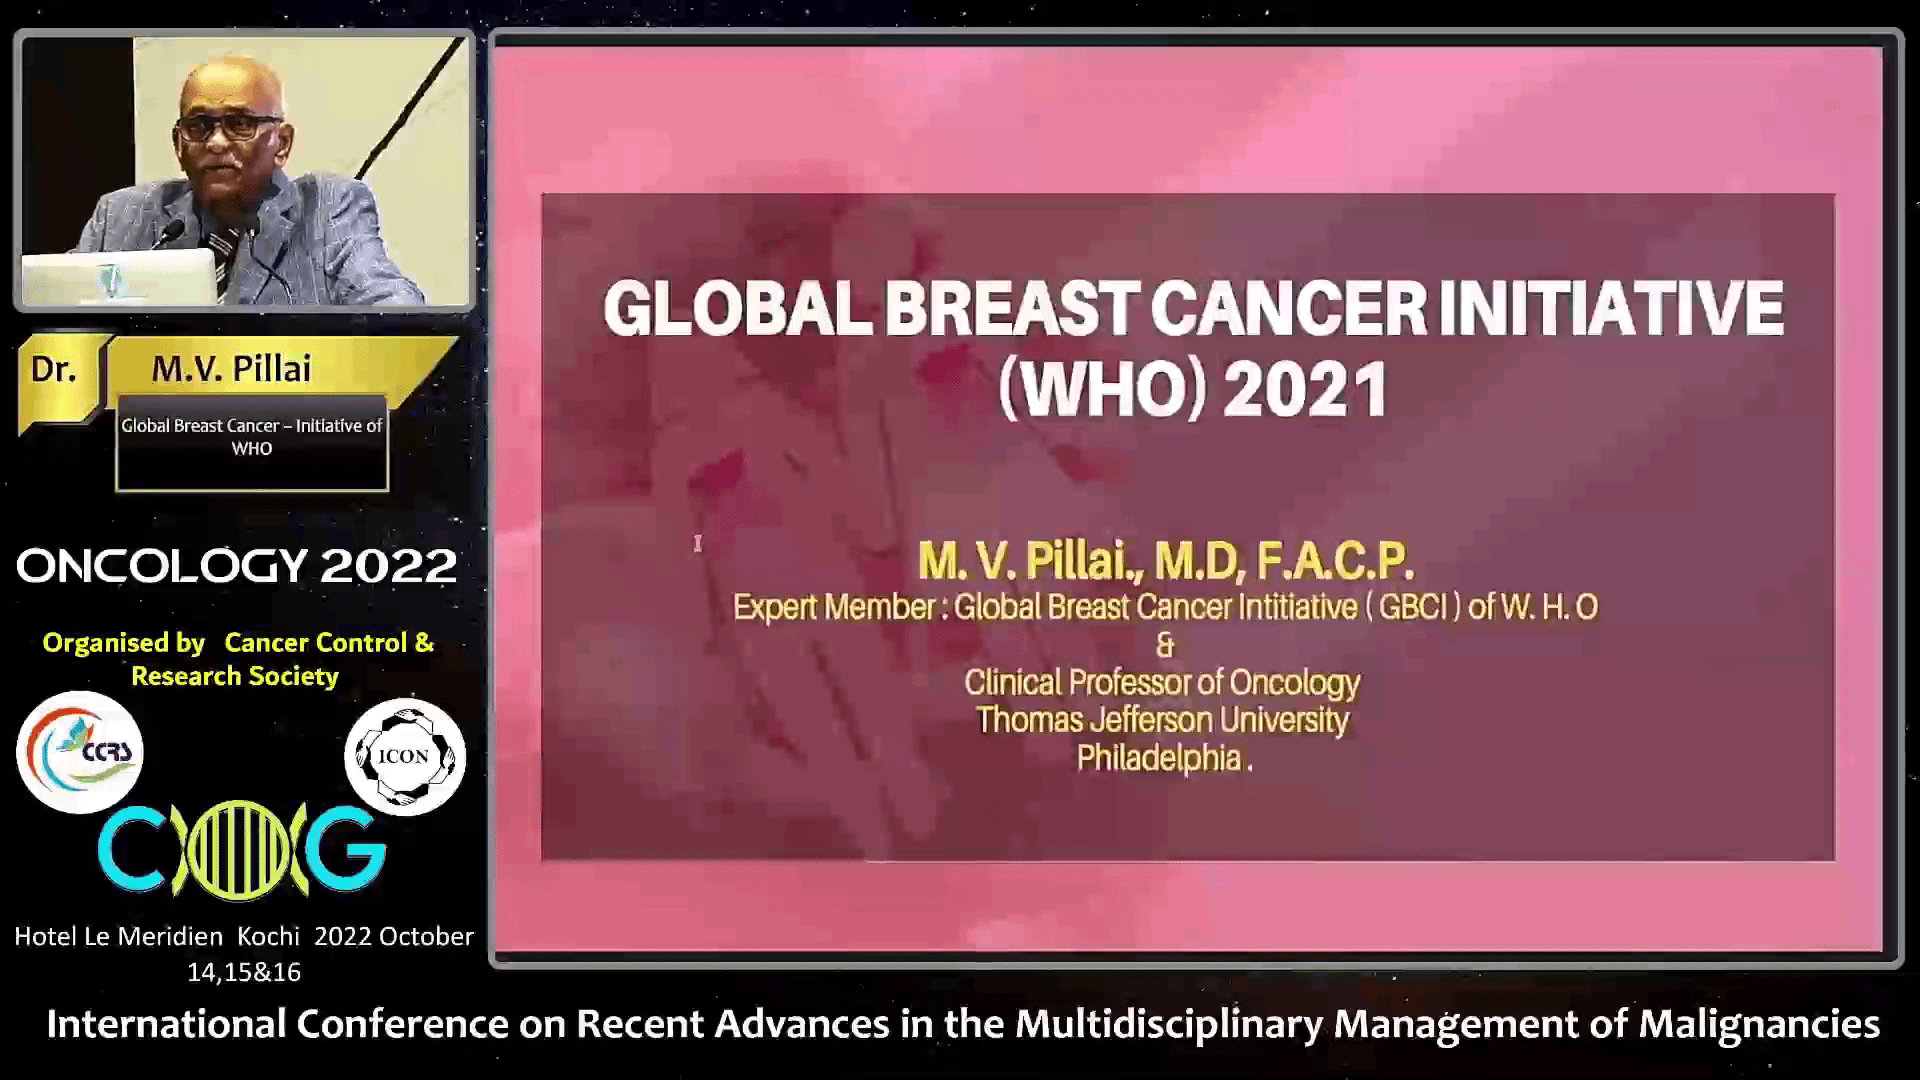 Dr.
M.V. Pillai
Global Breast Cancer – Initiative of
WHO
ONCOLOGY 2022
Organised by Cancer Control &
Research Society
CCRS
ICON
C G
Hotel Le Meridien Kochi 2022 October
14,15&16
GLOBAL BREAST CANCER INITIATIVE
(WHO) 2021
M. V. Pillai., M.D, F.A.C.P.
Expert Member : Global Breast Cancer Intitiative ( GBCI ) of W. H. O
&
Clinical Professor of Oncology
Thomas Jefferson University
Philadelphia .
International Conference on Recent Advances in the Multidisciplinary Management of Malignancies